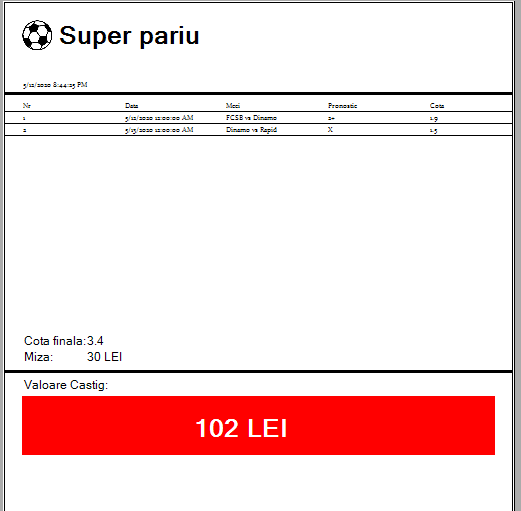 Super pariu
5/12/2020 8:44:25 PM
Nr Data Meci Pronostic Cota
1 5/12/2020 12:00:00 AM FCSB vs Dinamo 2+ 1.9
2 5/13/2020 12:00:00 AM Dinamo vs Rapid X 1.5
Cota finala: 3.4
Miza: 30 LEI
Valoare Castig:
102 LEI